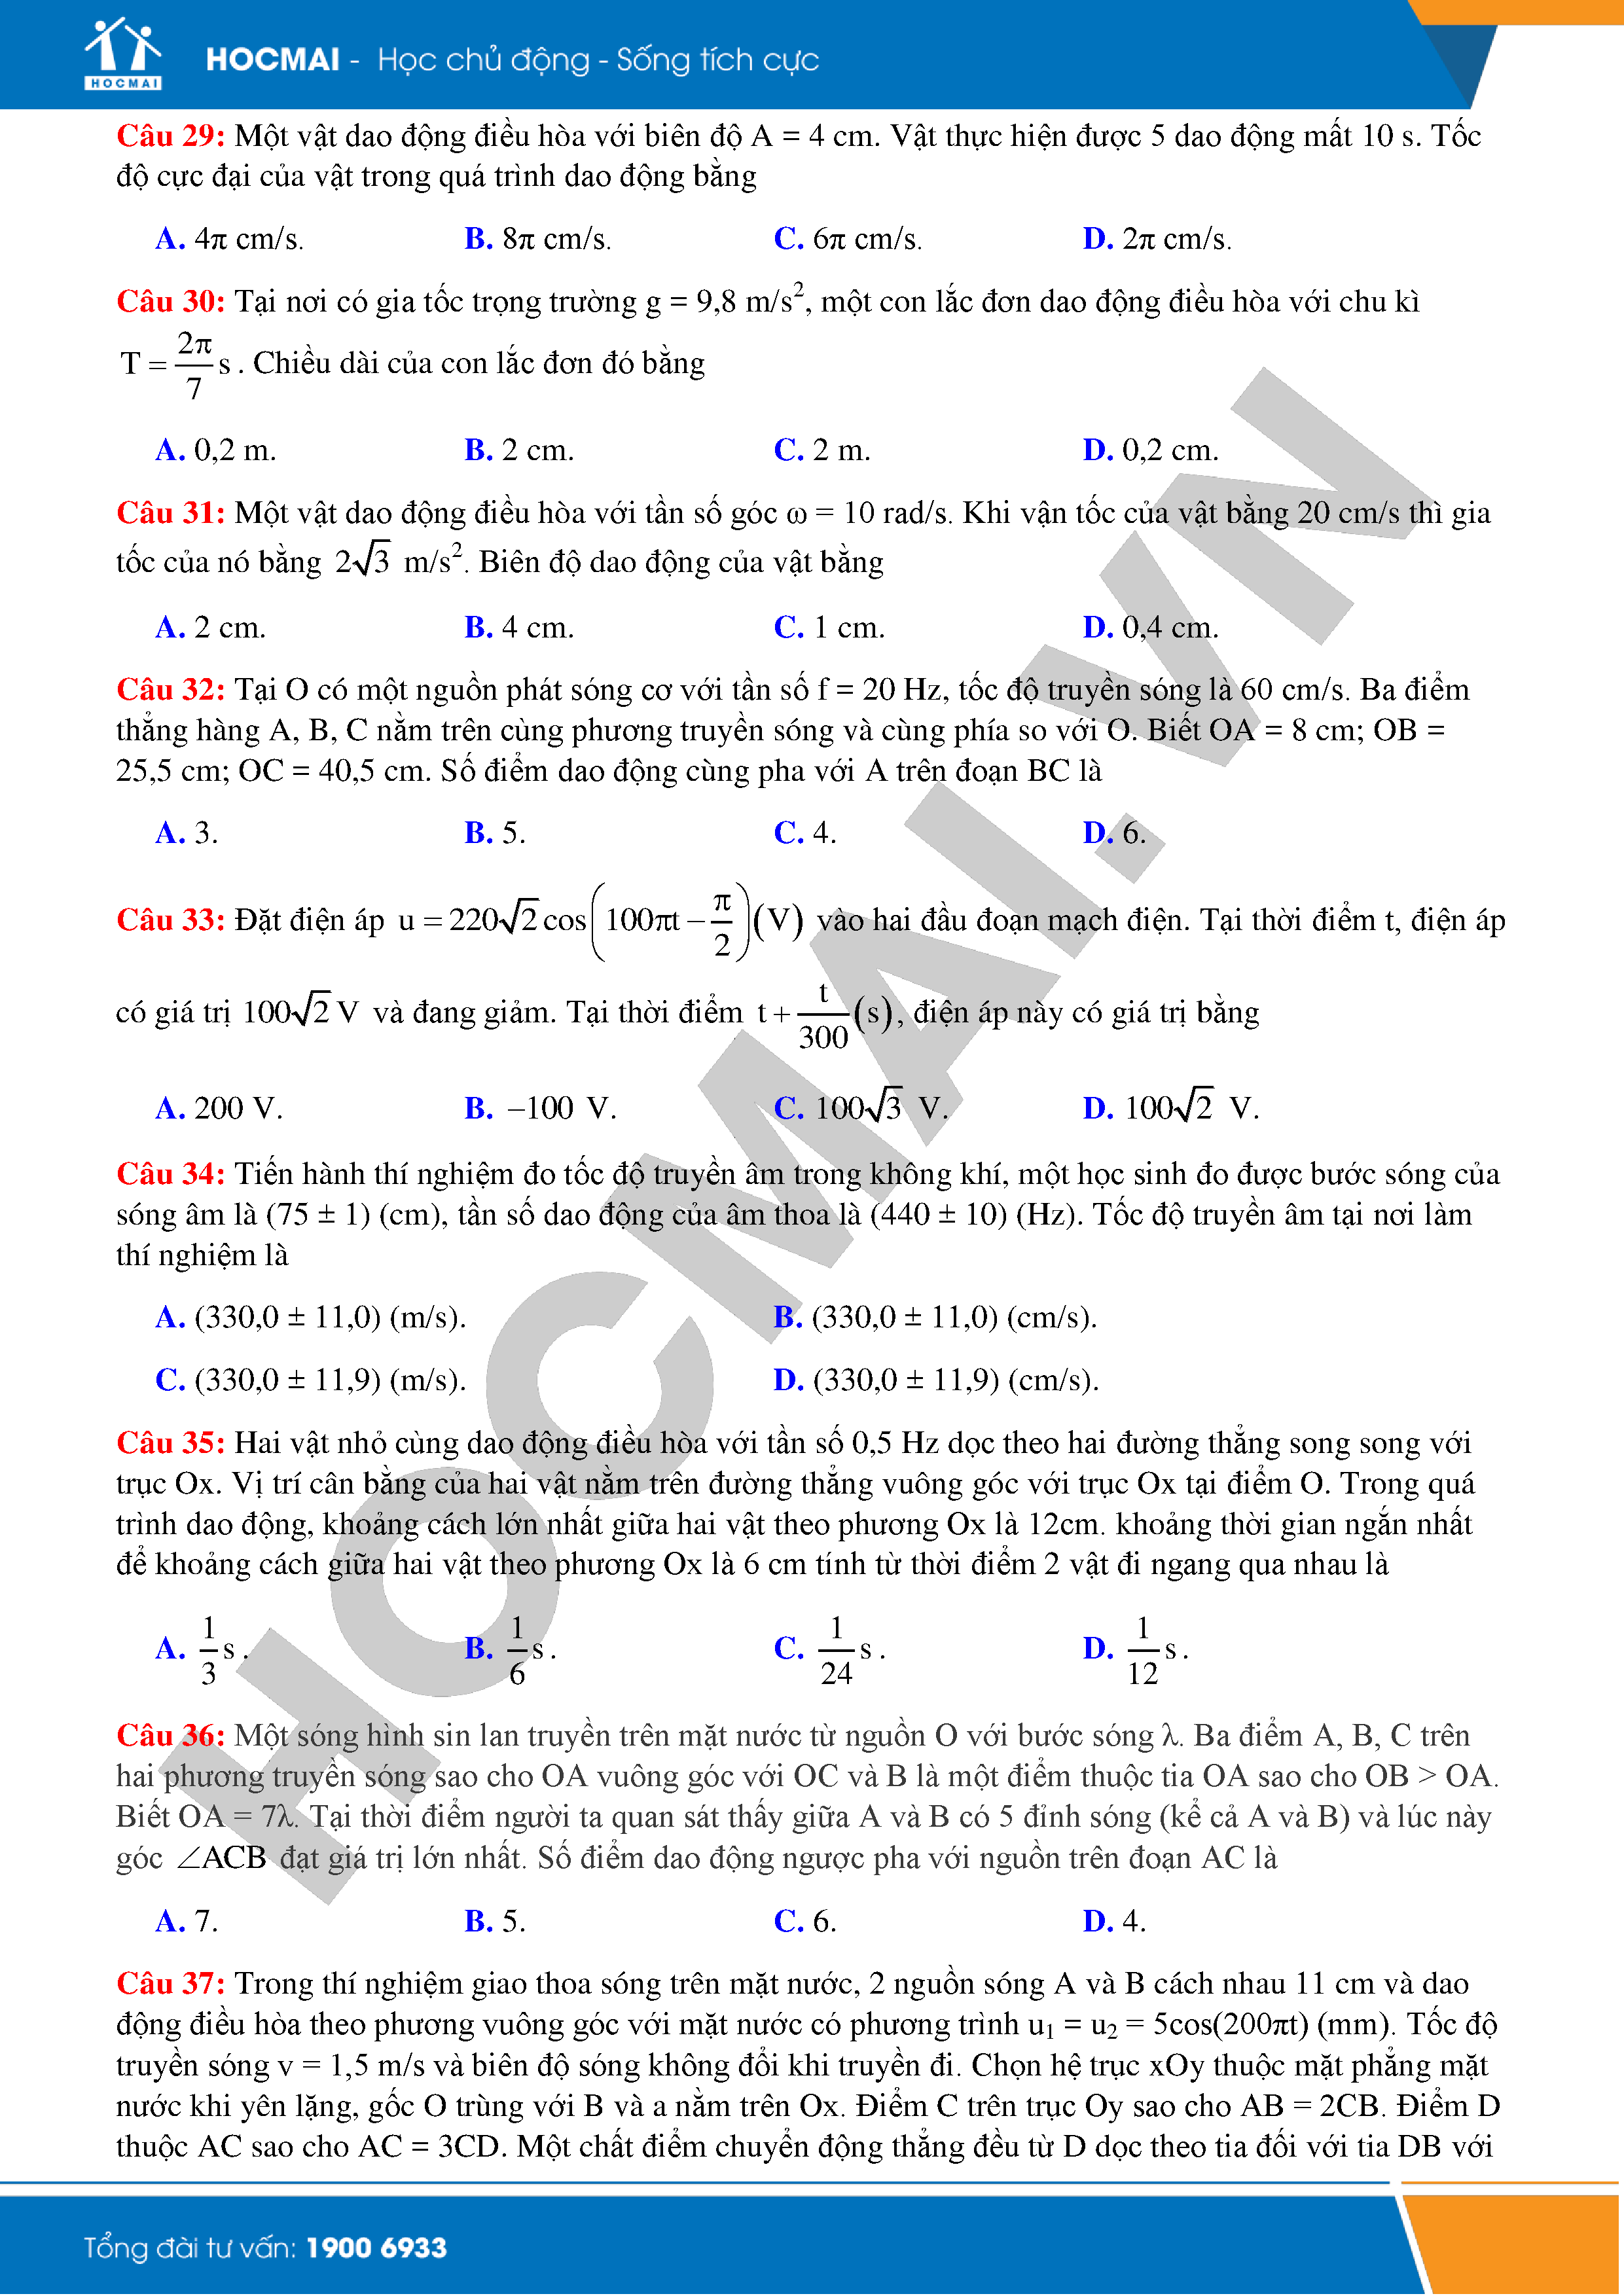 HOCMAI
HOCMAI - Học chủ động - Sống tích cực
Câu 29: Một vật dao động điều hòa với biên độ A = 4 cm. Vật thực hiện được 5 dao động mất 10 s. Tốc
độ cực đại của vật trong quá trình dao động bằng
A. 4π cm/s. B. 8π cm/s. C. 6π cm/s. D. 2π cm/s.
Câu 30: Tại nơi có gia tốc trọng trường g = 9,8 m/s², một con lắc đơn dao động điều hòa với chu kì
T = 2π/7 s . Chiều dài của con lắc đơn đó bằng
A. 0,2 m. B. 2 cm. C. 2 m. D. 0,2 cm.
Câu 31: Một vật dao động điều hòa với tần số góc ω = 10 rad/s. Khi vận tốc của vật bằng 20 cm/s thì gia
tốc của nó bằng 2√3 m/s². Biên độ dao động của vật bằng
A. 2 cm. B. 4 cm. C. 1 cm. D. 0,4 cm.
Câu 32: Tại O có một nguồn phát sóng cơ với tần số f = 20 Hz, tốc độ truyền sóng là 60 cm/s. Ba điểm
thẳng hàng A, B, C nằm trên cùng phương truyền sóng và cùng phía so với O. Biết OA = 8 cm; OB =
25,5 cm; OC = 40,5 cm. Số điểm dao động cùng pha với A trên đoạn BC là
A. 3. B. 5. C. 4. D. 6.
Câu 33: Đặt điện áp u = 220√2 cos(100πt − π/2)(V) vào hai đầu đoạn mạch điện. Tại thời điểm t, điện áp
có giá trị 100√2 V và đang giảm. Tại thời điểm t + t/300 (s), điện áp này có giá trị bằng
A. 200 V. B. −100 V. C. 100√3 V. D. 100√2 V.
Câu 34: Tiến hành thí nghiệm đo tốc độ truyền âm trong không khí, một học sinh đo được bước sóng của
sóng âm là (75 ± 1) (cm), tần số dao động của âm thoa là (440 ± 10) (Hz). Tốc độ truyền âm tại nơi làm
thí nghiệm là
A. (330,0 ± 11,0) (m/s). B. (330,0 ± 11,0) (cm/s).
C. (330,0 ± 11,9) (m/s). D. (330,0 ± 11,9) (cm/s).
Câu 35: Hai vật nhỏ cùng dao động điều hòa với tần số 0,5 Hz dọc theo hai đường thẳng song song với
trục Ox. Vị trí cân bằng của hai vật nằm trên đường thẳng vuông góc với trục Ox tại điểm O. Trong quá
trình dao động, khoảng cách lớn nhất giữa hai vật theo phương Ox là 12cm. khoảng thời gian ngắn nhất
để khoảng cách giữa hai vật theo phương Ox là 6 cm tính từ thời điểm 2 vật đi ngang qua nhau là
A. 1/3 s . B. 1/6 s . C. 1/24 s . D. 1/12 s .
Câu 36: Một sóng hình sin lan truyền trên mặt nước từ nguồn O với bước sóng λ. Ba điểm A, B, C trên
hai phương truyền sóng sao cho OA vuông góc với OC và B là một điểm thuộc tia OA sao cho OB > OA.
Biết OA = 7λ. Tại thời điểm người ta quan sát thấy giữa A và B có 5 đỉnh sóng (kể cả A và B) và lúc này
góc ∠ACB đạt giá trị lớn nhất. Số điểm dao động ngược pha với nguồn trên đoạn AC là
A. 7. B. 5. C. 6. D. 4.
Câu 37: Trong thí nghiệm giao thoa sóng trên mặt nước, 2 nguồn sóng A và B cách nhau 11 cm và dao
động điều hòa theo phương vuông góc với mặt nước có phương trình u₁ = u₂ = 5cos(200πt) (mm). Tốc độ
truyền sóng v = 1,5 m/s và biên độ sóng không đổi khi truyền đi. Chọn hệ trục xOy thuộc mặt phẳng mặt
nước khi yên lặng, gốc O trùng với B và a nằm trên Ox. Điểm C trên trục Oy sao cho AB = 2CB. Điểm D
thuộc AC sao cho AC = 3CD. Một chất điểm chuyển động thẳng đều từ D dọc theo tia đối với tia DB với
HOCMAI.VN
Tổng đài tư vấn: 1900 6933